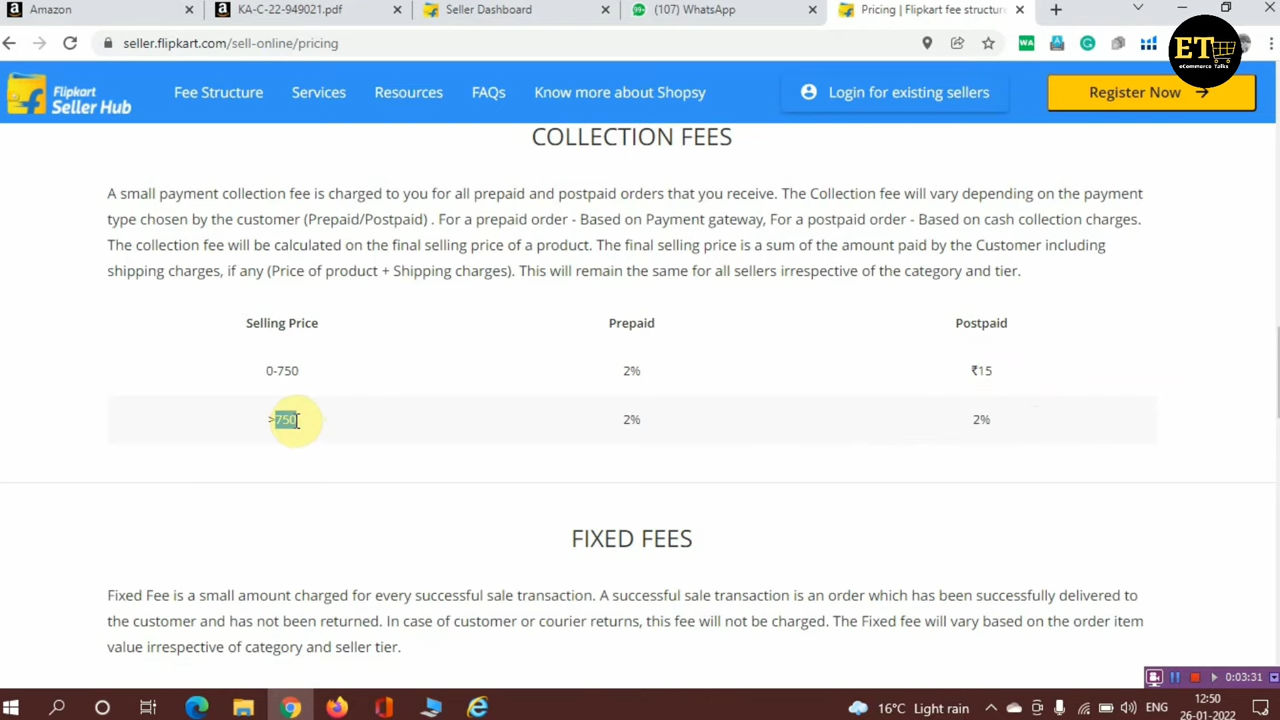 Amazon
KA-C-22-949021.pdf
Seller Dashboard
(107) WhatsApp
Pricing | Flipkart fee structure
seller.flipkart.com/sell-online/pricing
ET
eCommerce Talks
Flipkart
Seller Hub
Fee Structure
Services
Resources
FAQs
Know more about Shopsy
Login for existing sellers
Register Now
COLLECTION FEES
A small payment collection fee is charged to you for all prepaid and postpaid orders that you receive. The Collection fee will vary depending on the payment
type chosen by the customer (Prepaid/Postpaid) . For a prepaid order - Based on Payment gateway, For a postpaid order - Based on cash collection charges.
The collection fee will be calculated on the final selling price of a product. The final selling price is a sum of the amount paid by the Customer including
shipping charges, if any (Price of product + Shipping charges). This will remain the same for all sellers irrespective of the category and tier.
Selling Price Prepaid Postpaid
0-750 2% ₹15
>750 2% 2%
FIXED FEES
Fixed Fee is a small amount charged for every successful sale transaction. A successful sale transaction is an order which has been successfully delivered to
the customer and has not been returned. In case of customer or courier returns, this fee will not be charged. The Fixed fee will vary based on the order item
value irrespective of category and seller tier.
0:03:31
16°C Light rain
ENG
12:50
26-01-2022